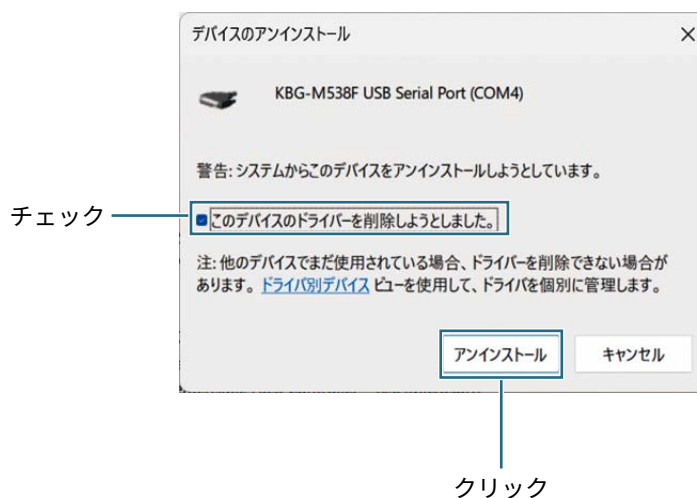 デバイスのアンインストール
KBG-M538F USB Serial Port (COM4)
警告: システムからこのデバイスをアンインストールしようとしています。
チェック
このデバイスのドライバーを削除しようとしました。
注: 他のデバイスでまだ使用されている場合、ドライバーを削除できない場合が
あります。 ドライバ別デバイス ビューを使用して、ドライバを個別に管理します。
アンインストール キャンセル
クリック